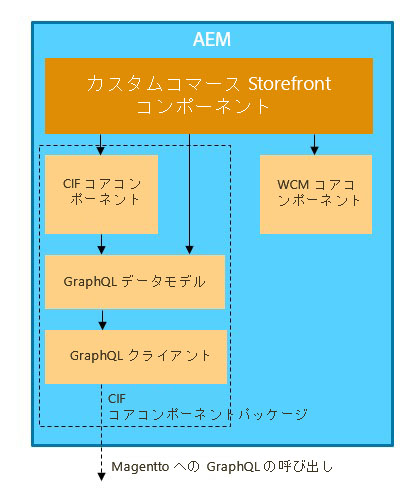 AEM
カスタムコマース Storefront
コンポーネント
CIF コアコン
ポーネント
WCM コアコ
ンポーネント
GraphQL データモデル
GraphQL クライアント
CIF
コアコンポーネントパッケージ
Magentto への GraphQL の呼び出し